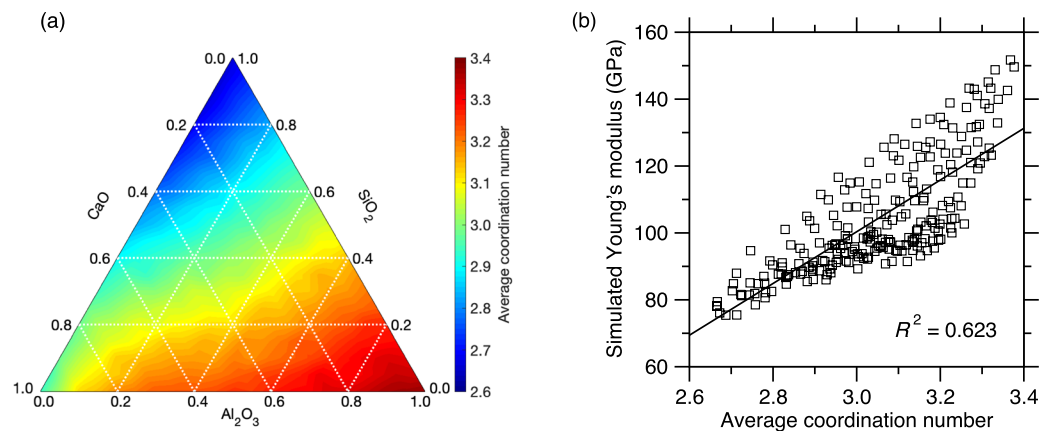 (a)
0.0 1.0
0.2 0.8
0.4 0.6
0.6 0.4
0.8 0.2
1.0 0.0
0.0 0.2 0.4 0.6 0.8 1.0
CaO
SiO₂
Al₂O₃
3.4
3.3
3.2
3.1
3.0
2.9
2.8
2.7
2.6
Average coordination number
(b)
160
140
120
100
80
60
Simulated Young's modulus (GPa)
R² = 0.623
2.6 2.8 3.0 3.2 3.4
Average coordination number